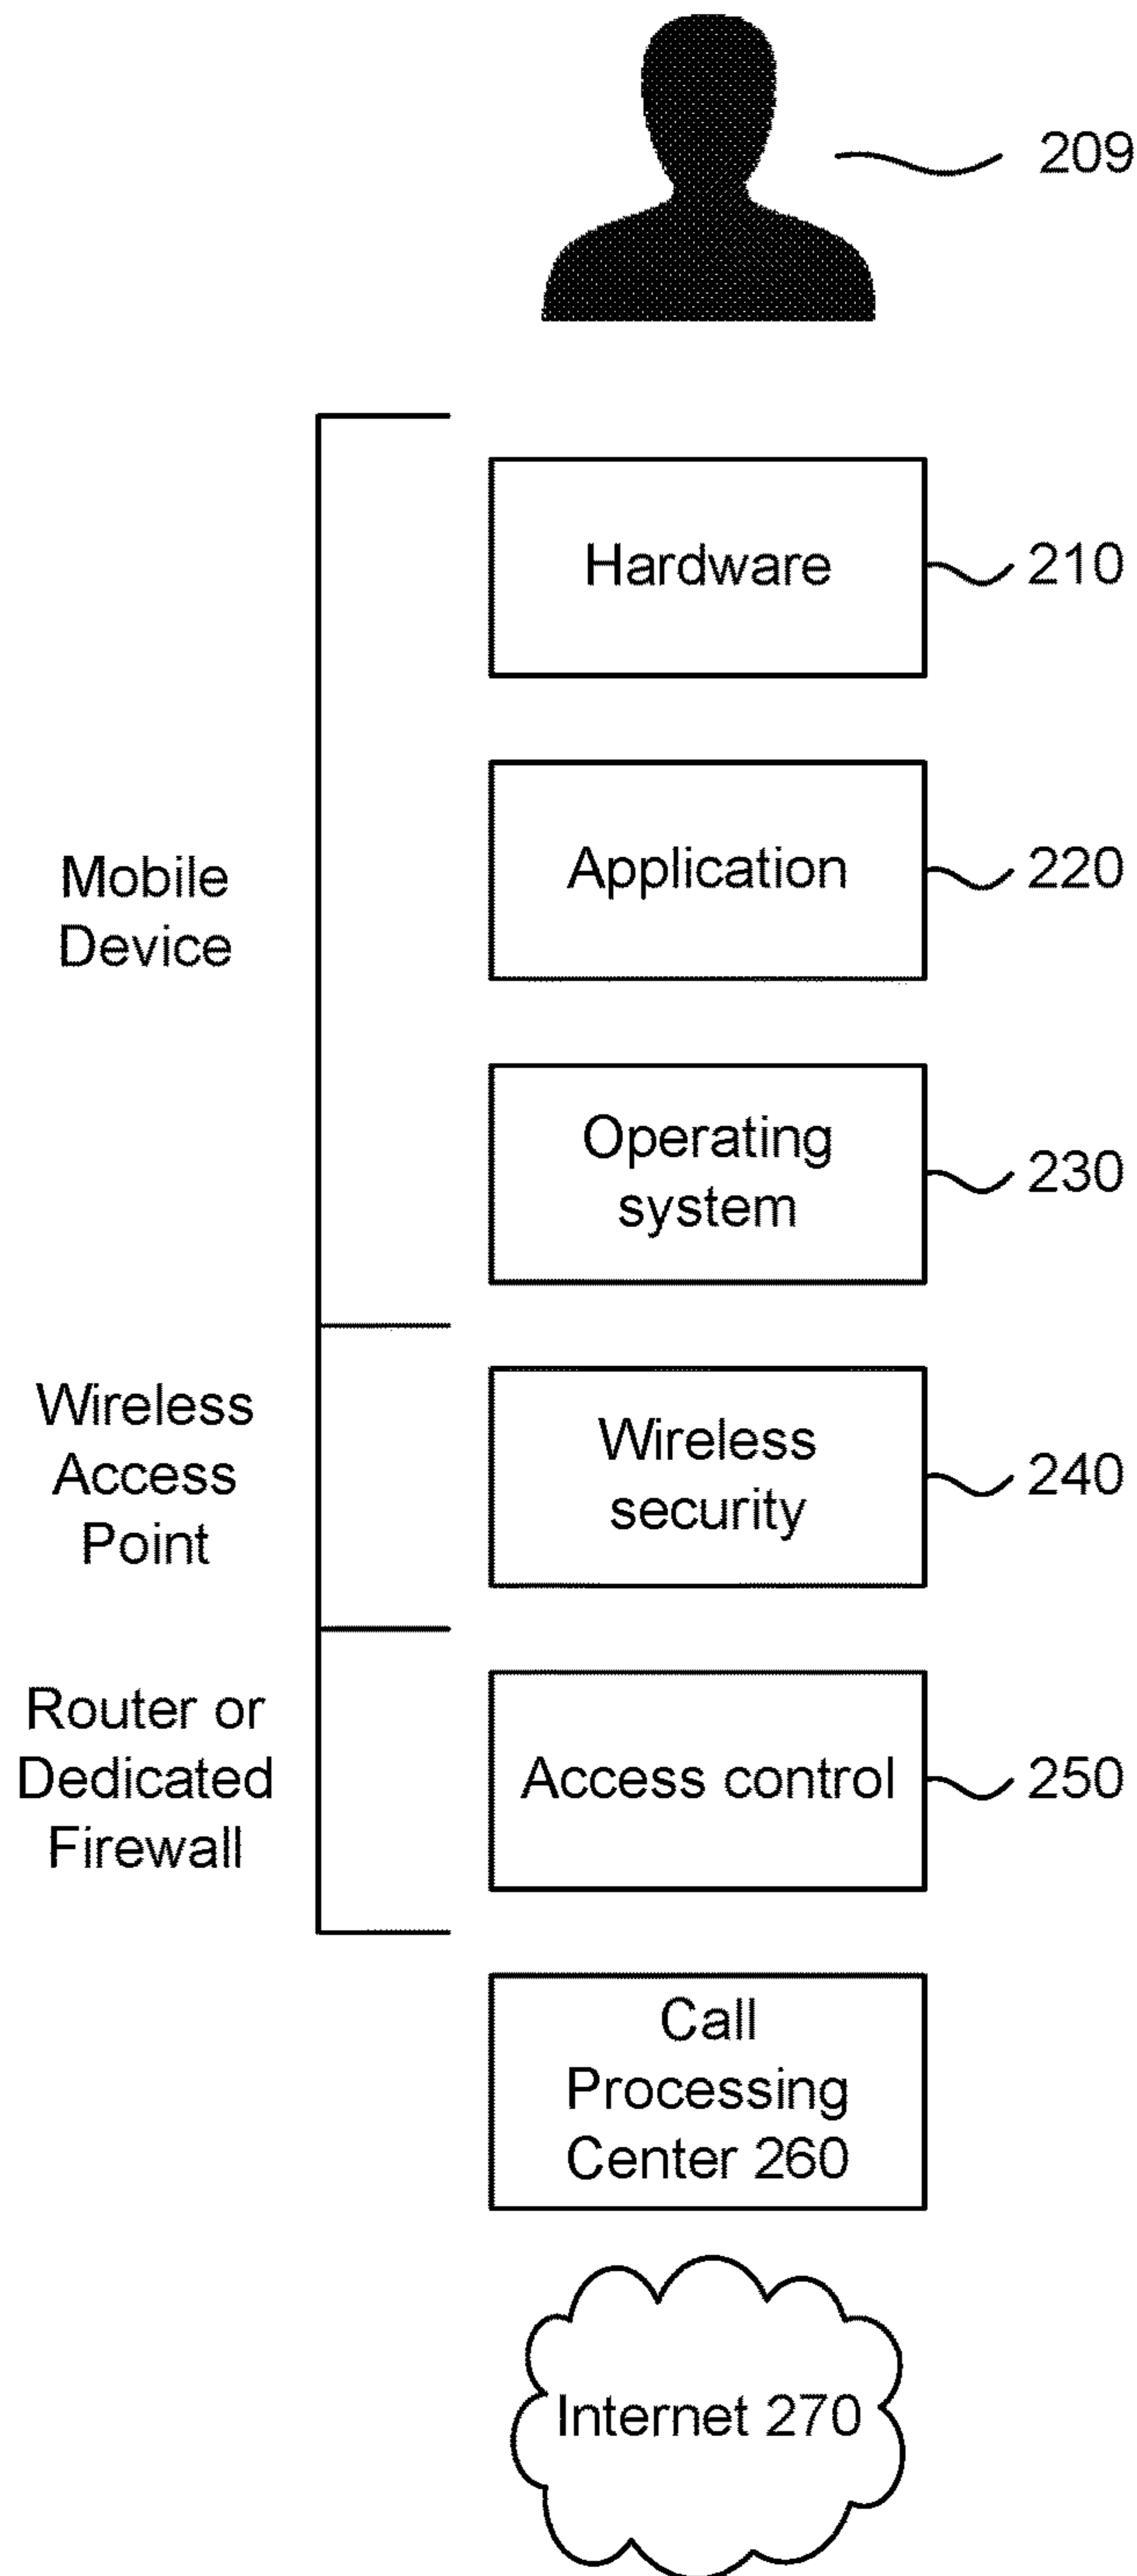 209
Hardware
210
Mobile
Device
Application
220
Operating
system
230
Wireless
Access
Point
Wireless
security
240
Router or
Dedicated
Firewall
Access control
250
Call
Processing
Center 260
Internet 270